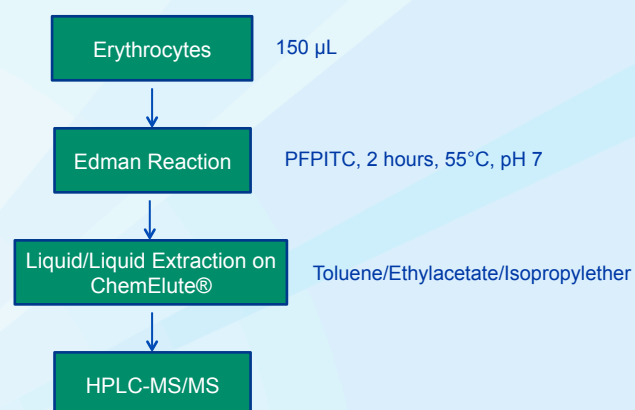 Erythrocytes
150 µL
Edman Reaction
PFPITC, 2 hours, 55°C, pH 7
Liquid/Liquid Extraction on
ChemElute®
Toluene/Ethylacetate/Isopropylether
HPLC-MS/MS